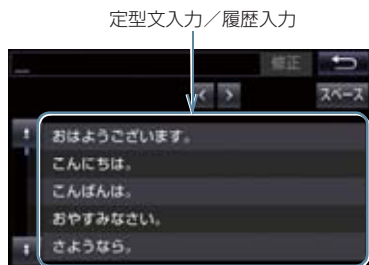 定型文入力／履歴入力
修正
< >
スペース
おはようございます。
こんにちは。
こんばんは。
おやすみなさい。
さようなら。